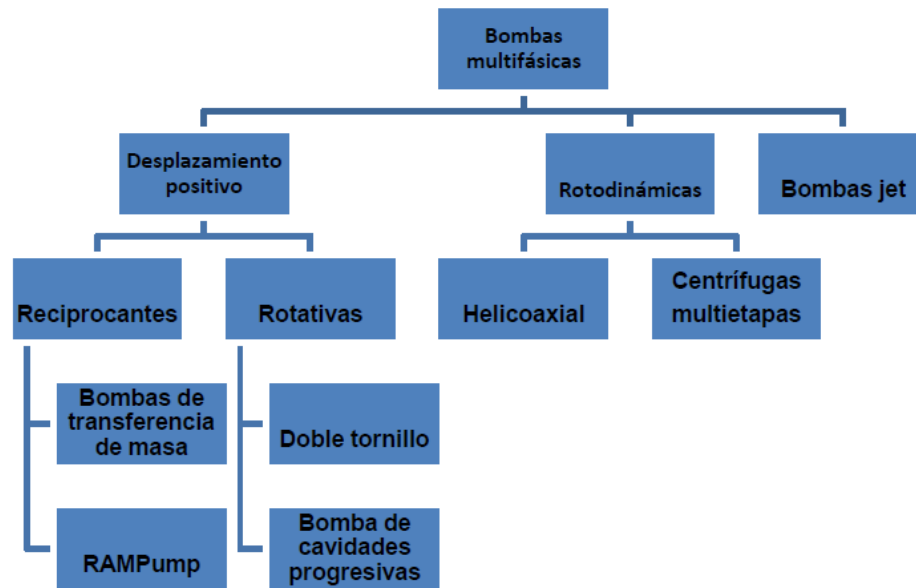 Bombas
multifásicas
Desplazamiento
positivo
Rotodinámicas
Bombas jet
Reciprocantes
Rotativas
Helicoaxial
Centrífugas
multietapas
Bombas de
transferencia
de masa
Doble tornillo
RAMPump
Bomba de
cavidades
progresivas